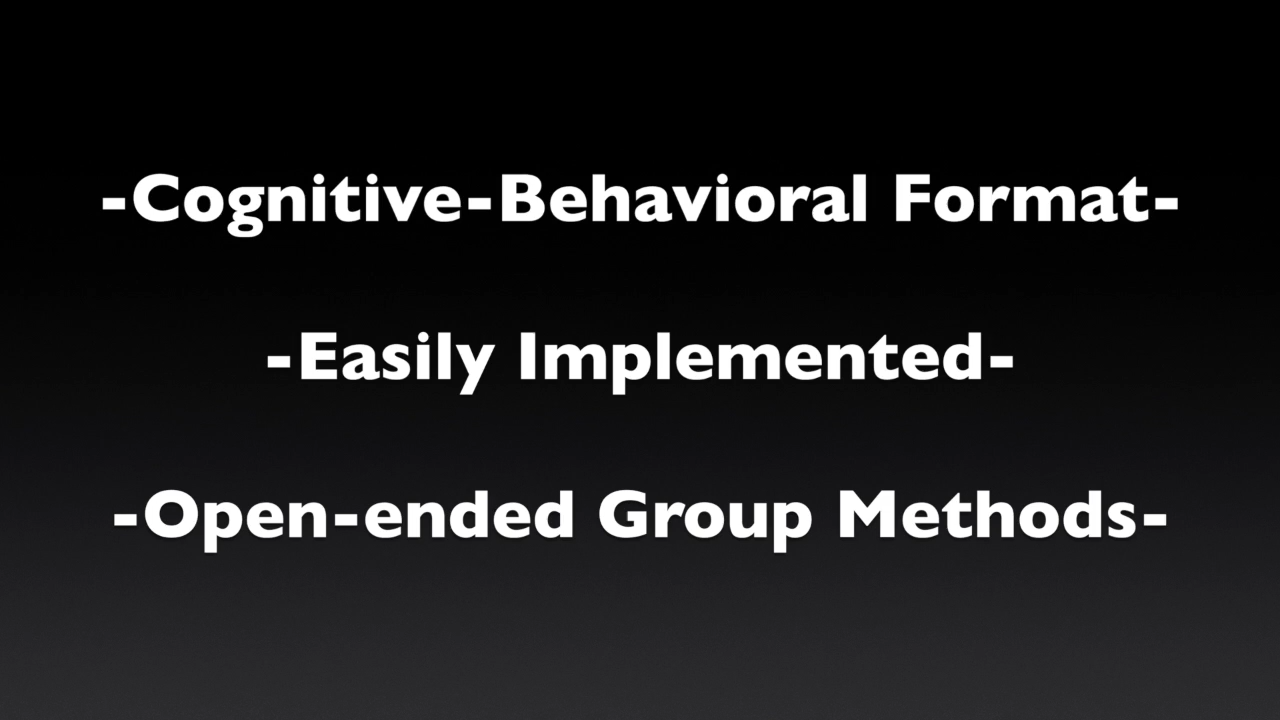 -Cognitive-Behavioral Format-
-Easily Implemented-
-Open-ended Group Methods-